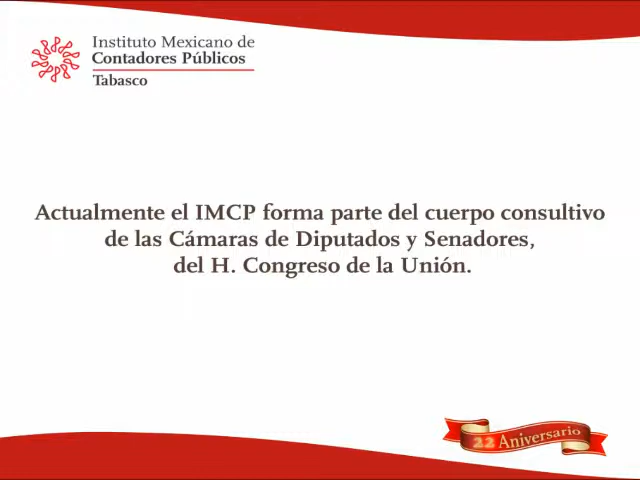 Instituto Mexicano de
Contadores Públicos
Tabasco
Actualmente el IMCP forma parte del cuerpo consultivo
de las Cámaras de Diputados y Senadores,
del H. Congreso de la Unión.
22 Aniversario